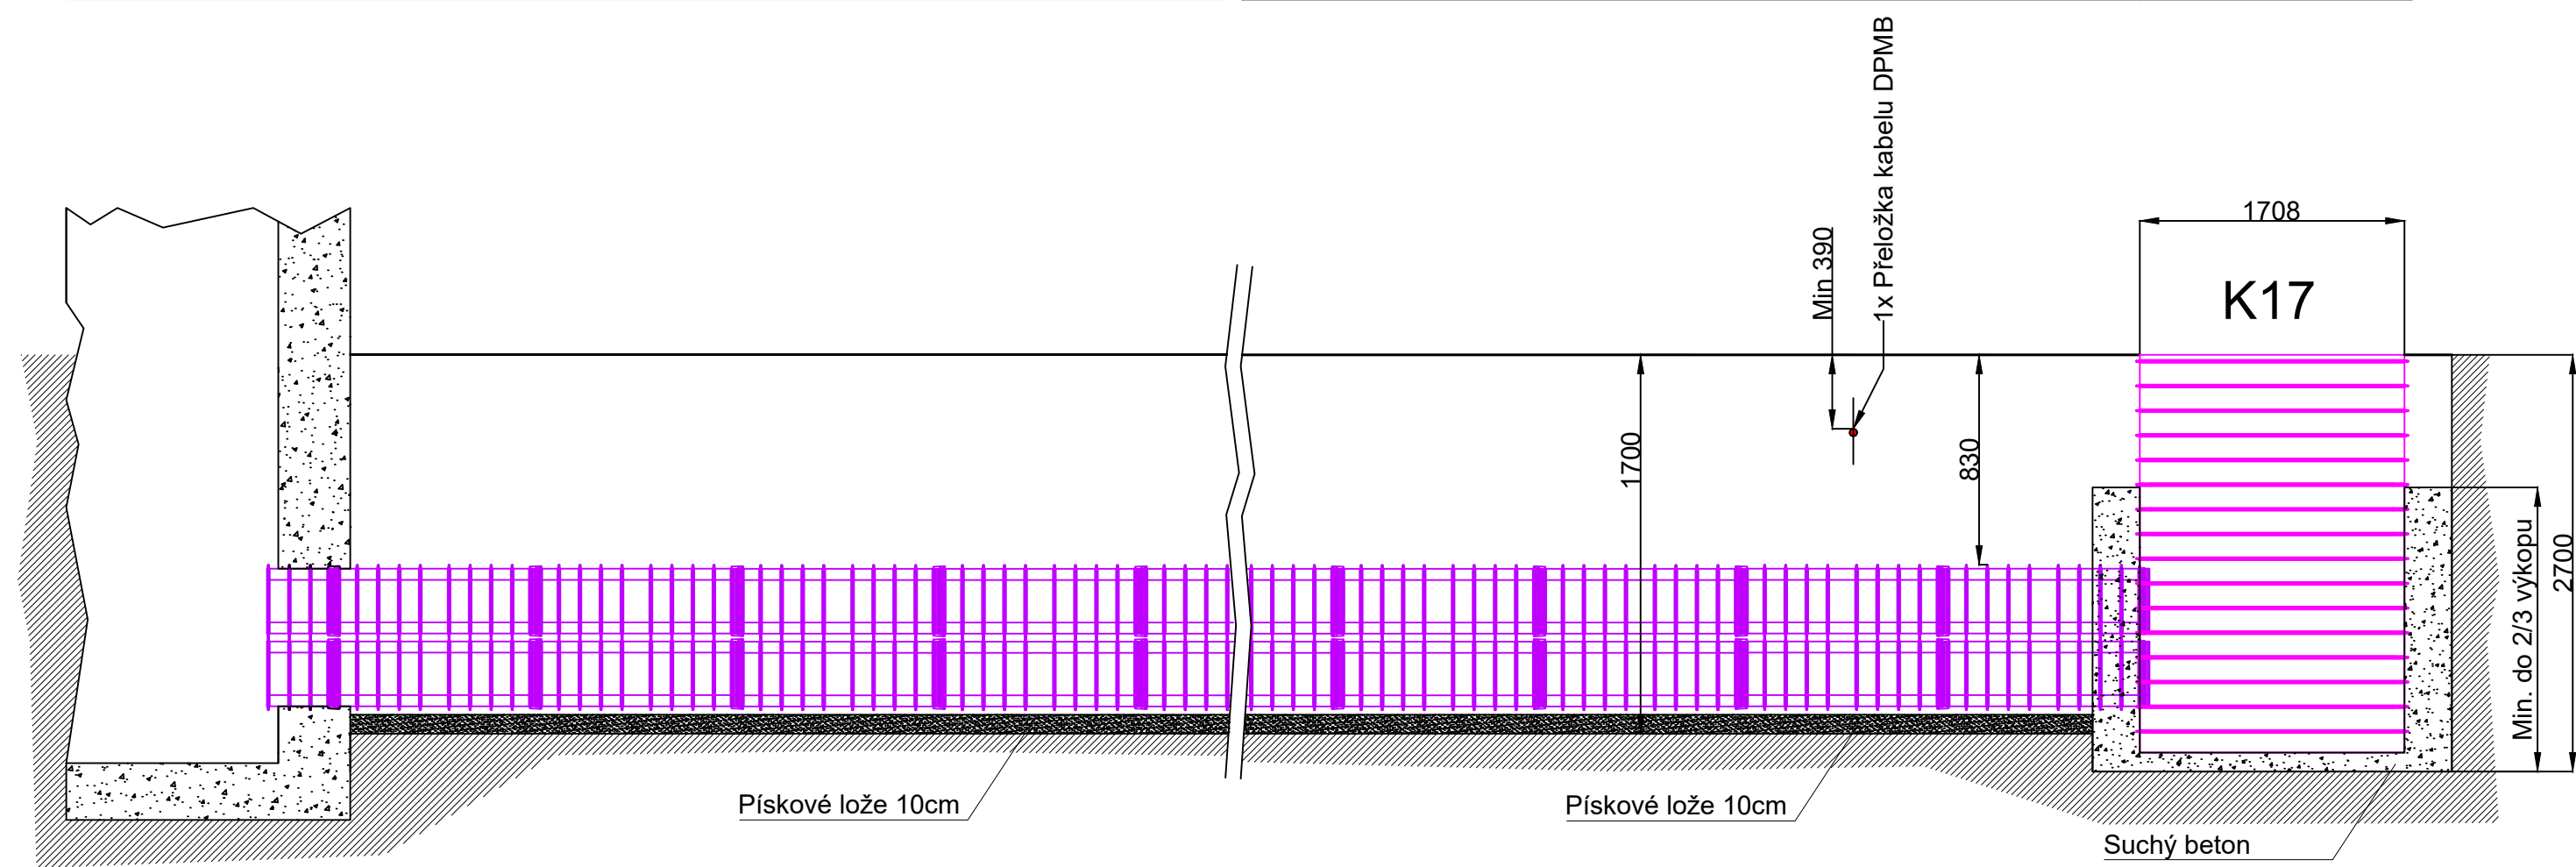 1x Přeložka kabelu DPMB
Min 390
1708
K17
1700
830
Min. do 2/3 výkopu
2700
Pískové lože 10cm
Pískové lože 10cm
Suchý beton